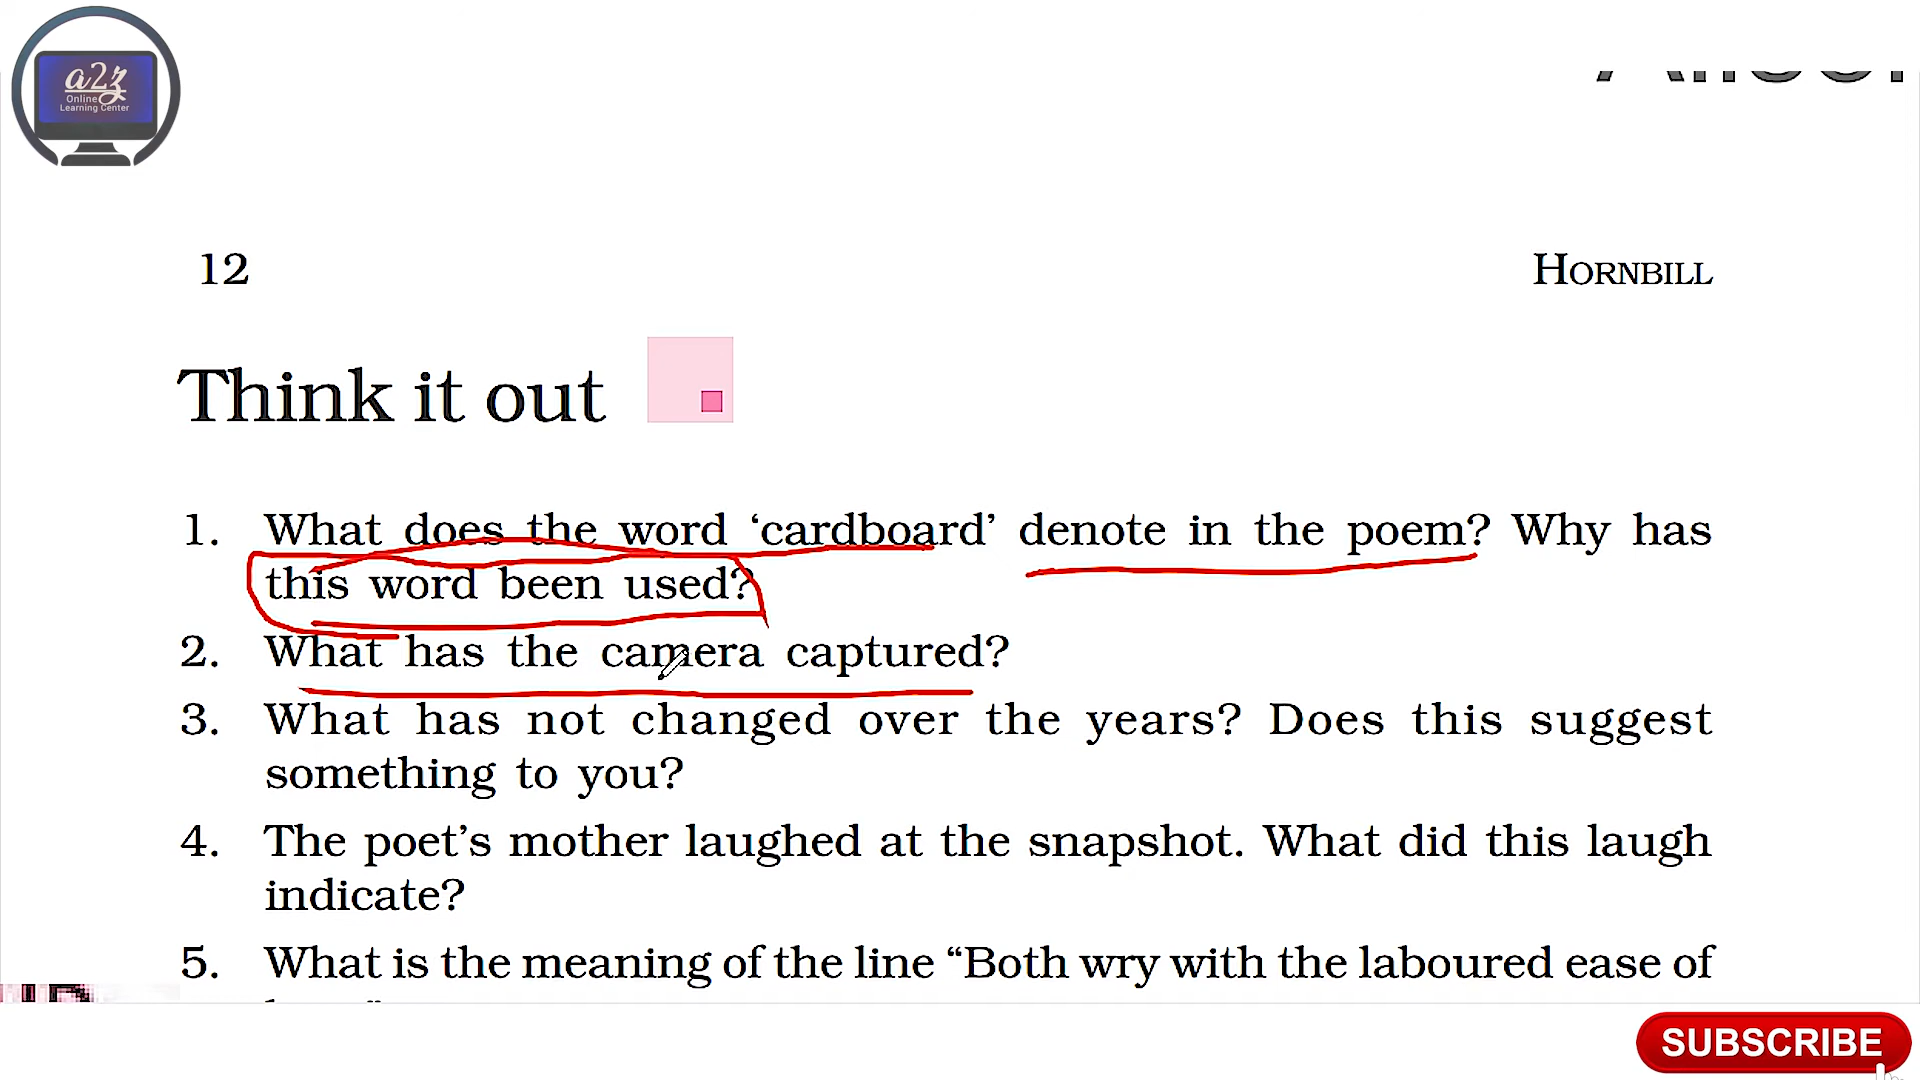 a2z
Online
Learning Center
12
HORNBILL
Think it out
1. What does the word ‘cardboard’ denote in the poem? Why has
this word been used?
2. What has the camera captured?
3. What has not changed over the years? Does this suggest
something to you?
4. The poet’s mother laughed at the snapshot. What did this laugh
indicate?
5. What is the meaning of the line “Both wry with the laboured ease of
SUBSCRIBE